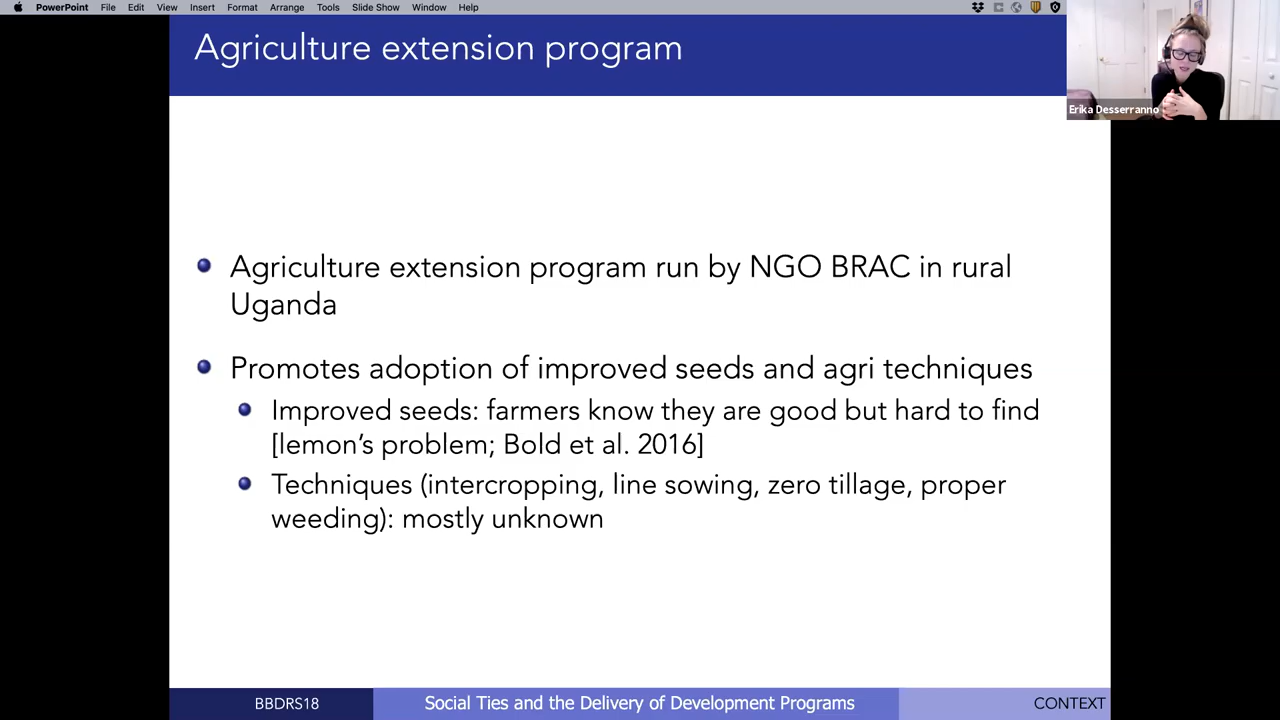 PowerPoint File Edit View Insert Format Arrange Tools Slide Show Window Help
Agriculture extension program
Erika Desserranno
Agriculture extension program run by NGO BRAC in rural
Uganda
Promotes adoption of improved seeds and agri techniques
Improved seeds: farmers know they are good but hard to find
[lemon's problem; Bold et al. 2016]
Techniques (intercropping, line sowing, zero tillage, proper
weeding): mostly unknown
BBDRS18 Social Ties and the Delivery of Development Programs CONTEXT